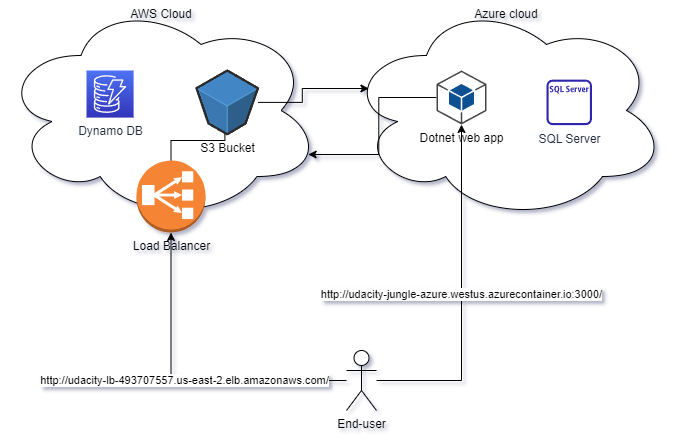 AWS Cloud
Azure cloud
SQL Server
Dynamo DB
S3 Bucket
Dotnet web app
SQL Server
Load Balancer
http://udacity-jungle-azure.westus.azurecontainer.io:3000/
http://udacity-lb-493707557.us-east-2.elb.amazonaws.com/
End-user